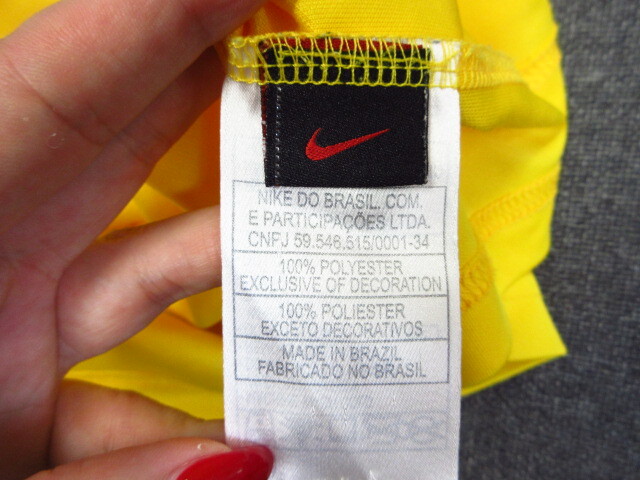 NIKE DO BRASIL. COM.
E PARTICIPAÇÕES LTDA.
CNPJ 59.546.515/0001-34
100% POLYESTER
EXCLUSIVE OF DECORATION
100% POLIESTER
EXCETO DECORATIVOS
MADE IN BRAZIL
FABRICADO NO BRASIL